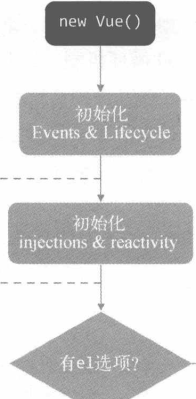 new Vue()
初始化
Events & Lifecycle
初始化
injections & reactivity
有el选项?